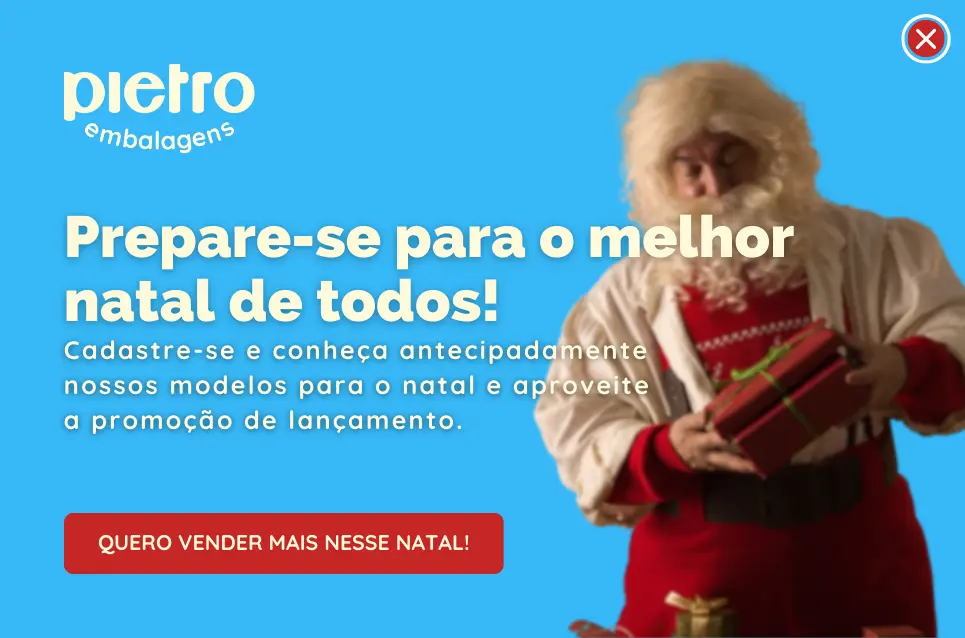 pietro
embalagens
Prepare-se para o melhor
natal de todos!
Cadastre-se e conheça antecipadamente
nossos modelos para o natal e aproveite
a promoção de lançamento.
QUERO VENDER MAIS NESSE NATAL!